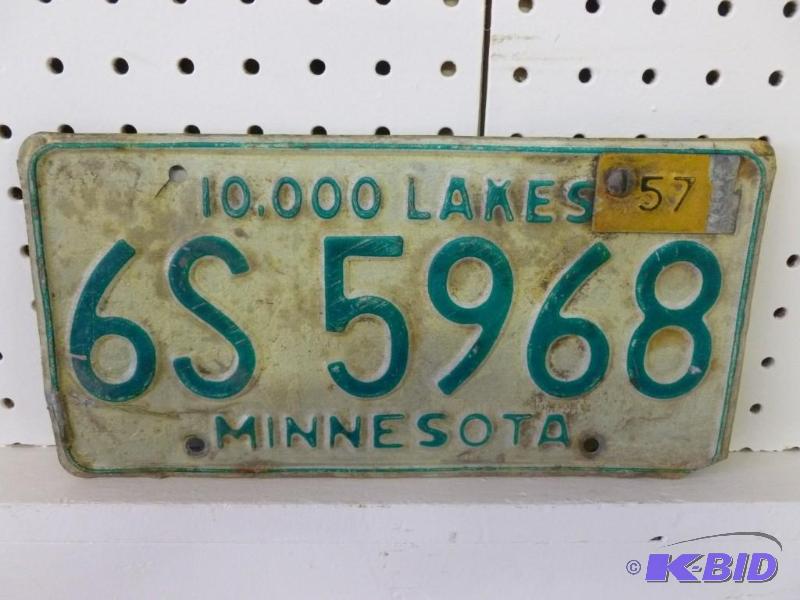 10,000 LAKES 57
6S 5968
MINNESOTA
© K-BID